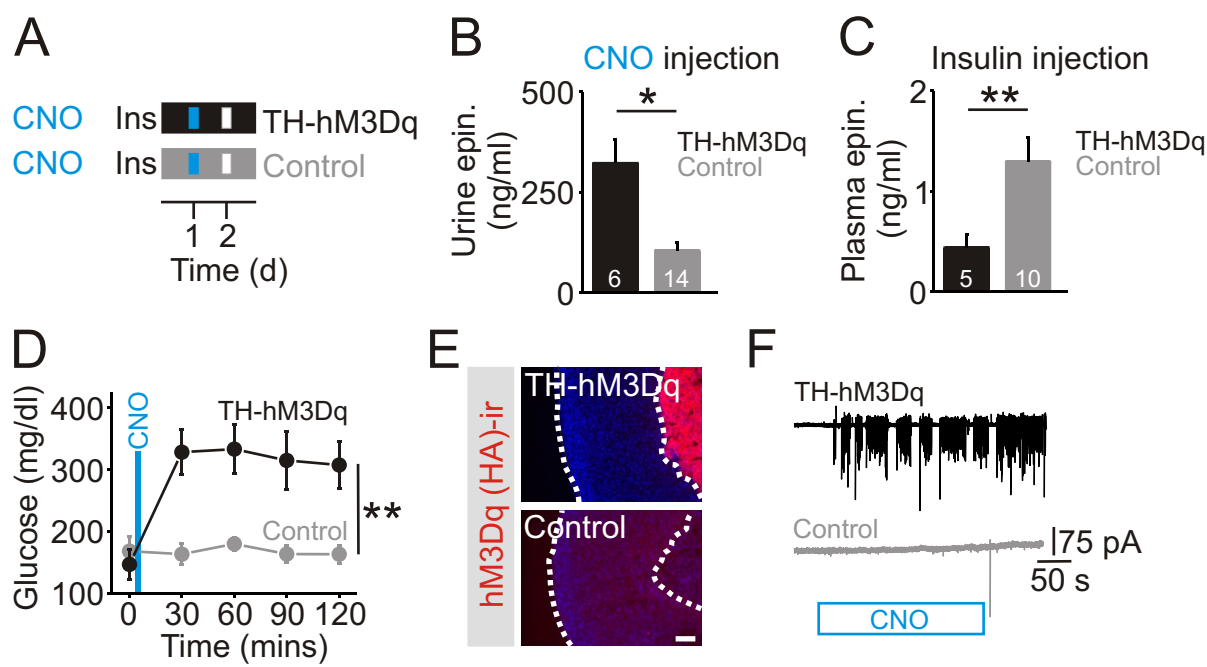 A
CNO Ins TH-hM3Dq
CNO Ins Control
1 2
Time (d)
B
CNO injection
Urine epin.
(ng/ml)
500
250
0
*
TH-hM3Dq
Control
6 14
C
Insulin injection
Plasma epin.
(ng/ml)
2
1
0
**
TH-hM3Dq
Control
5 10
D
Glucose (mg/dl)
400
300
200
100
CNO
TH-hM3Dq
Control
**
0 30 60 90 120
Time (mins)
E
hM3Dq (HA)-ir
TH-hM3Dq
Control
F
TH-hM3Dq
Control
75 pA
50 s
CNO